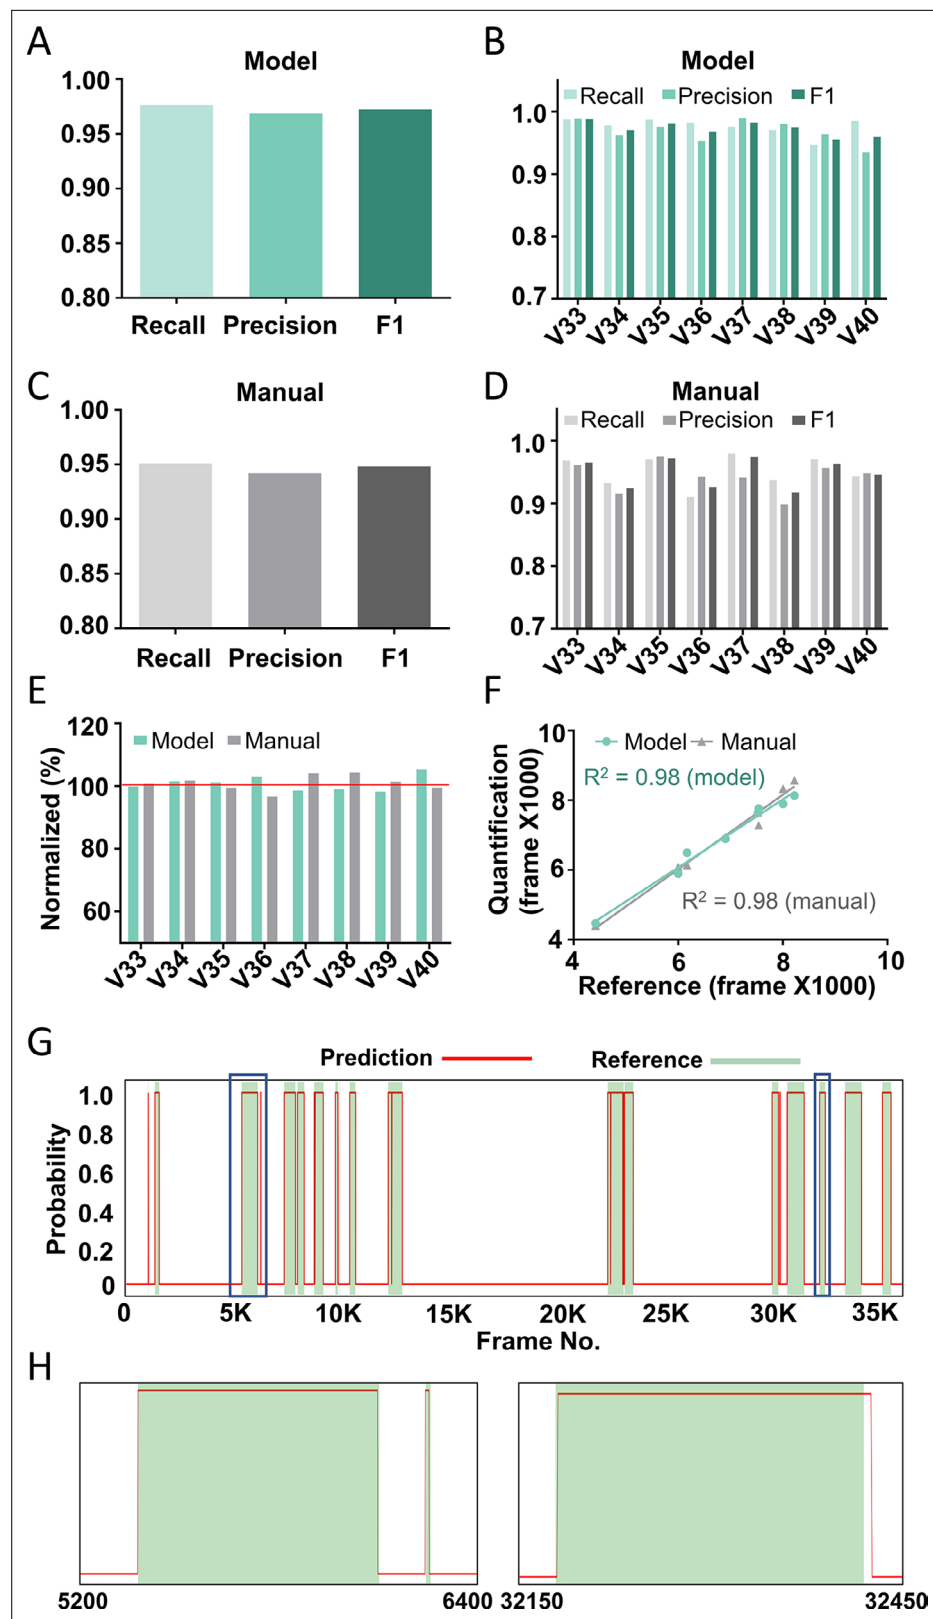 A
Model
1.00
0.95
0.90
0.85
0.80
Recall Precision F1
B
Model
Recall Precision F1
1.0
0.9
0.8
0.7
V33 V34 V35 V36 V37 V38 V39 V40
C
Manual
1.00
0.95
0.90
0.85
0.80
Recall Precision F1
D
Manual
Recall Precision F1
1.0
0.9
0.8
0.7
V33 V34 V35 V36 V37 V38 V39 V40
E
Normalized (%)
120
100
80
60
Model Manual
V33 V34 V35 V36 V37 V38 V39 V40
F
Quantification
(frame X1000)
10
8
6
4
Model Manual
R² = 0.98 (model)
R² = 0.98 (manual)
4 6 8 10
Reference (frame X1000)
G
Prediction Reference
Probability
1.0
0.8
0.6
0.4
0.2
0
0 5K 10K 15K 20K 25K 30K 35K
Frame No.
H
5200 6400 32150 32450